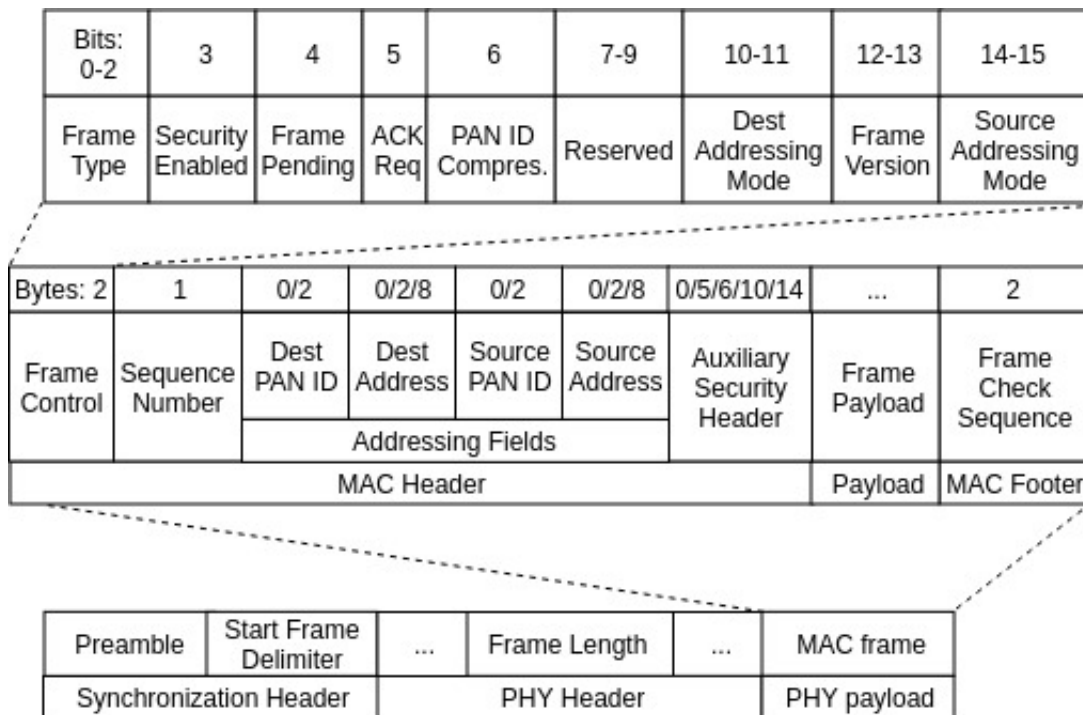 Bits: 0-2 3 4 5 6 7-9 10-11 12-13 14-15
Frame Type Security Enabled Frame Pending ACK Req PAN ID Compres. Reserved Dest Addressing Mode Frame Version Source Addressing Mode
Bytes: 2 1 0/2 0/2/8 0/2 0/2/8 0/5/6/10/14 ... 2
Frame Control Sequence Number Dest PAN ID Dest Address Source PAN ID Source Address Auxiliary Security Header Frame Payload Frame Check Sequence
Addressing Fields
MAC Header Payload MAC Footer
Preamble Start Frame Delimiter ... Frame Length ... MAC frame
Synchronization Header PHY Header PHY payload